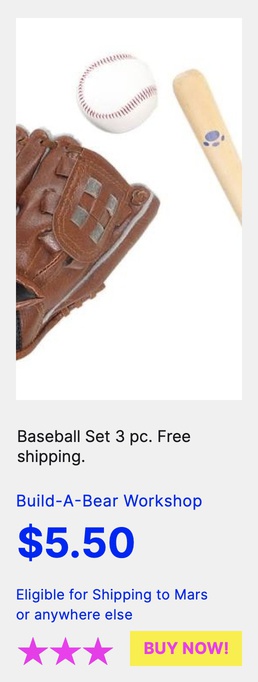 Baseball Set 3 pc. Free
shipping.
Build-A-Bear Workshop
$5.50
Eligible for Shipping to Mars
or anywhere else
BUY NOW!